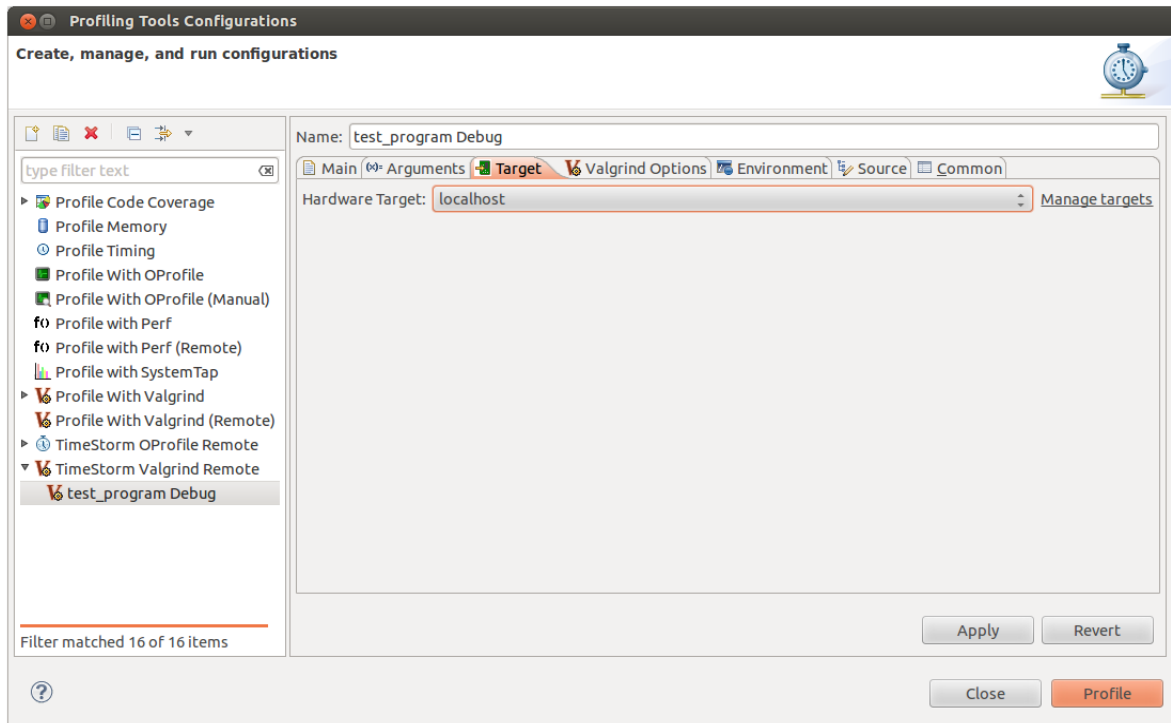 Profiling Tools Configurations
Create, manage, and run configurations
type filter text
Profile Code Coverage
Profile Memory
Profile Timing
Profile With OProfile
Profile With OProfile (Manual)
Profile with Perf
Profile with Perf (Remote)
Profile with SystemTap
Profile With Valgrind
Profile With Valgrind (Remote)
TimeStorm OProfile Remote
TimeStorm Valgrind Remote
test_program Debug
Filter matched 16 of 16 items
Name: test_program Debug
Main (x)= Arguments Target Valgrind Options Environment Source Common
Hardware Target: localhost Manage targets
Apply Revert
? Close Profile